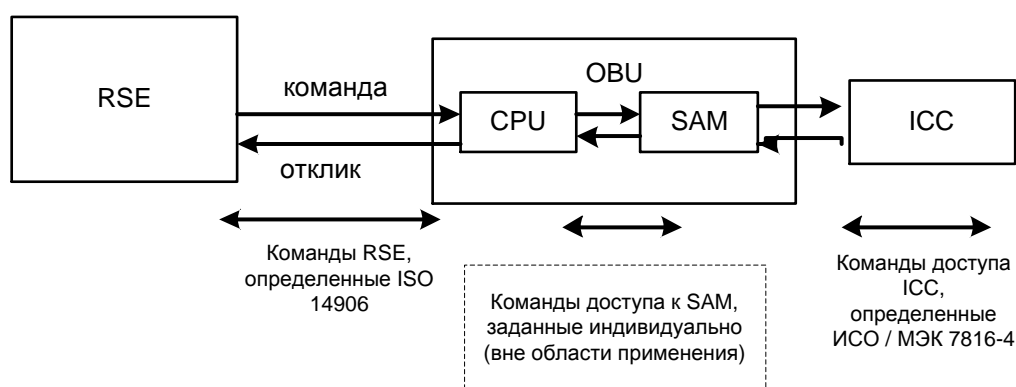 RSE
команда
отклик
OBU
CPU
SAM
ICC
Команды RSE,
определенные ISO
14906
Команды доступа к SAM,
заданные индивидуально
(вне области применения)
Команды доступа
ICC,
определенные
ИСО / МЭК 7816-4